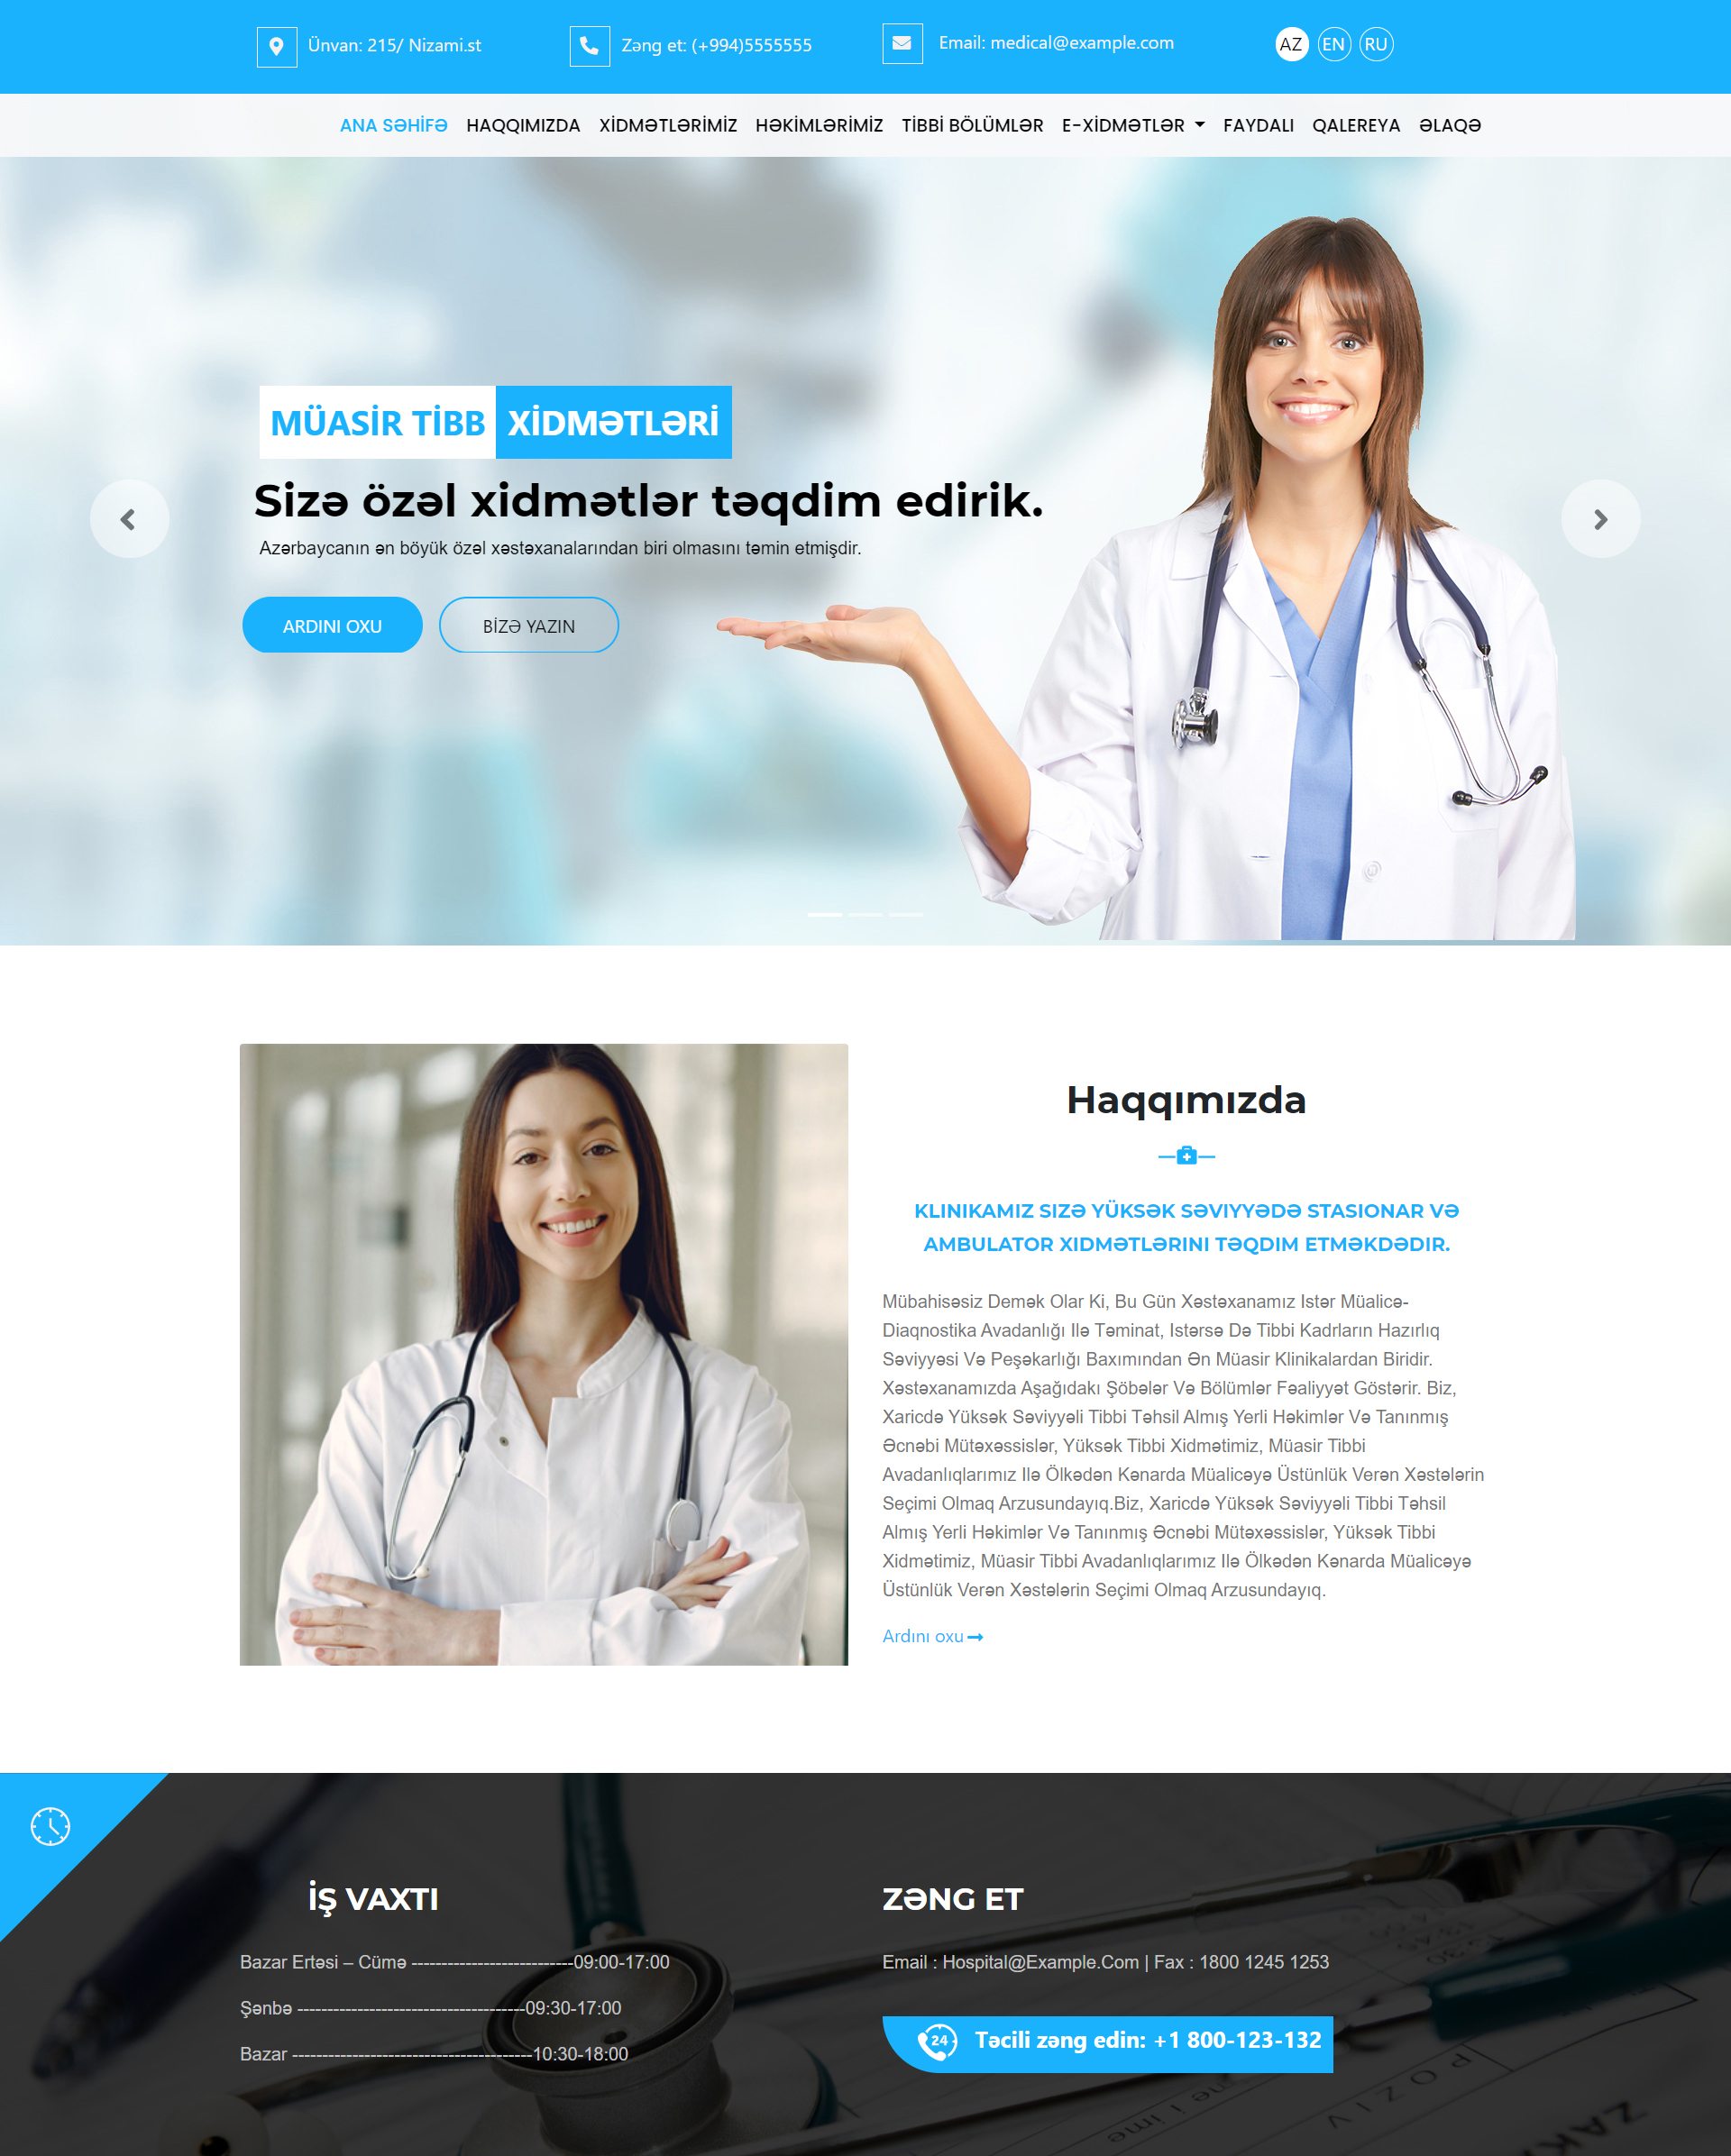 Ünvan: 215/ Nizami.st
Zəng et: (+994)5555555
Email: medical@example.com
AZ EN RU
ANA SƏHİFƏ HAQQIMIZDA XİDMƏTLƏRİMİZ HƏKİMLƏRİMİZ TİBBİ BÖLÜMLƏR E-XİDMƏTLƏR FAYDALI QALEREYA ƏLAQƏ
MÜASİR TİBB XİDMƏTLƏRİ
Sizə özəl xidmətlər təqdim edirik.
Azərbaycanın ən böyük özəl xəstəxanalarından biri olmasını təmin etmişdir.
ARDINI OXU
BİZƏ YAZIN
Haqqımızda
KLINIKAMIZ SIZƏ YÜKSƏK SƏVIYYƏDƏ STASIONAR VƏ
AMBULATOR XIDMƏTLƏRINI TƏQDIM ETMƏKDƏDIR.
Mübahisəsiz Demək Olar Ki, Bu Gün Xəstəxanamız Istər Müalicə-
Diaqnostika Avadanlığı Ilə Təminat, Istərsə Də Tibbi Kadrların Hazırlıq
Səviyyəsi Və Peşəkarlığı Baxımından Ən Müasir Klinikalardan Biridir.
Xəstəxanamızda Aşağıdakı Şöbələr Və Bölümlər Fəaliyyət Göstərir. Biz,
Xaricdə Yüksək Səviyyəli Tibbi Təhsil Almış Yerli Həkimlər Və Tanınmış
Əcnəbi Mütəxəssislər, Yüksək Tibbi Xidmətimiz, Müasir Tibbi
Avadanlıqlarımız Ilə Ölkədən Kənarda Müalicəyə Üstünlük Verən Xəstələrin
Seçimi Olmaq Arzusundayıq.Biz, Xaricdə Yüksək Səviyyəli Tibbi Təhsil
Almış Yerli Həkimlər Və Tanınmış Əcnəbi Mütəxəssislər, Yüksək Tibbi
Xidmətimiz, Müasir Tibbi Avadanlıqlarımız Ilə Ölkədən Kənarda Müalicəyə
Üstünlük Verən Xəstələrin Seçimi Olmaq Arzusundayıq.
Ardını oxu
İŞ VAXTI
Bazar Ertəsi – Cümə ---------------------------09:00-17:00
Şənbə --------------------------------------09:30-17:00
Bazar ----------------------------------------10:30-18:00
ZƏNG ET
Email : Hospital@Example.Com | Fax : 1800 1245 1253
24
Təcili zəng edin: +1 800-123-132
POZIV